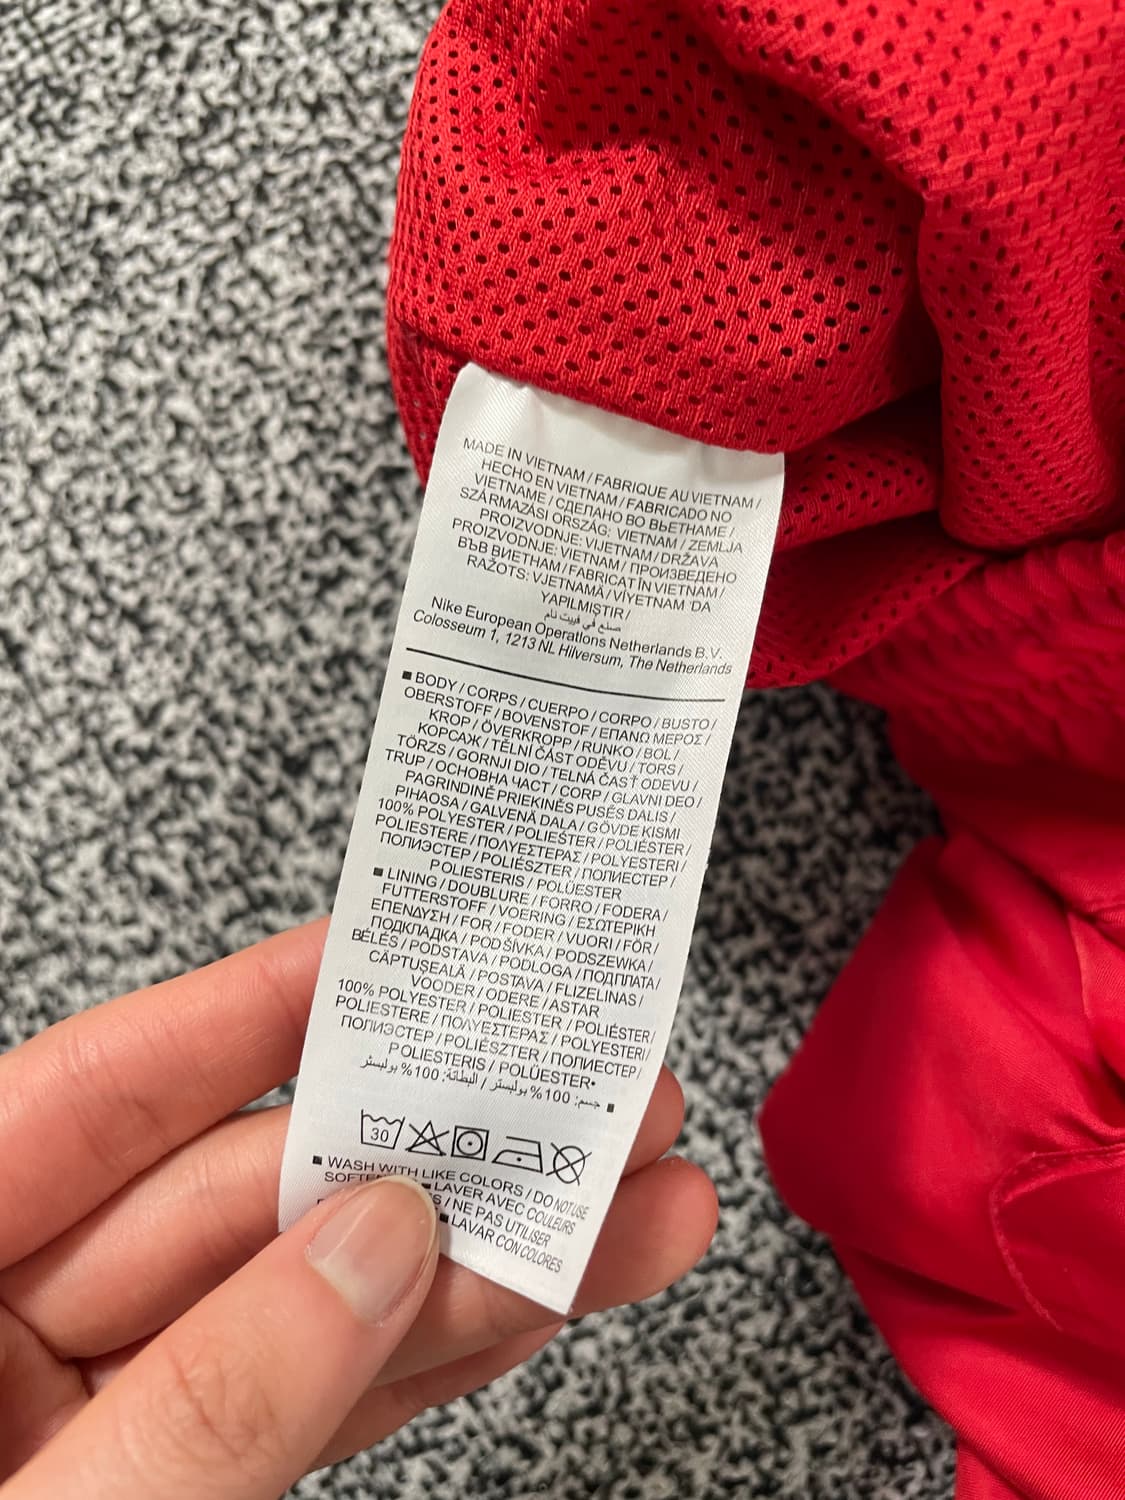 MADE IN VIETNAM / FABRIQUE AU VIETNAM /
HECHO EN VIETNAM / FABRICADO NO
VIETNAME / СДЕЛАНО ВО ВЬЕТНАМЕ /
SZÁRMAZÁSI ORSZÁG: VIETNAM / ZEMLJA
PROIZVODNJE: VIJETNAM / DRŽAVA
PROIZVODNJE: VIETNAM / ПРОИЗВЕДЕНО
ВЪВ ВИЕТНАМ / FABRICAT ÎN VIETNAM /
RAŽOTS: VJETNAMĀ / VİYETNAM 'DA
YAPILMIŞTIR /
صنع في فييت نام
Nike European Operations Netherlands B.V.
Colosseum 1, 1213 NL Hilversum, The Netherlands
■ BODY / CORPS / CUERPO / CORPO / BUSTO /
OBERSTOFF / BOVENSTOF / ΕΠΑΝΩ ΜΕΡΟΣ /
KROP / ÖVERKROPP / RUNKO / BOL /
КОРСАЖ / TĚLNÍ ČÁST ODĚVU / TORS /
TÖRZS / GORNJI DIO / TELNÁ ČASŤ ODEVU /
TRUP / ОСНОВНА ЧАСТ / CORP / GLAVNI DEO /
PAGRINDINĖ PRIEKINĖS PUSĖS DALIS /
PIHAOSA / GALVENĀ DAĻA / GÖVDE KISMI
100% POLYESTER / POLIEŠTER / POLIÉSTER /
POLIESTERE / ΠΟΛΥΕΣΤΕΡΑΣ / POLYESTERI /
ПОЛИЭСТЕР / POLIÉSZTER / ПОЛИЕСТЕР /
POLIESTERIS / POLÜESTER
■ LINING / DOUBLURE / FORRO / FODERA /
FUTTERSTOFF / VOERING / ΕΣΩΤΕΡΙΚΗ
ΕΠΕΝΔΥΣΗ / FOR / FODER / VUORI / FÔR /
ПОДКЛАДКА / PODŠÍVKA / PODSZEWKA /
BÉLÉS / PODSTAVA / PODLOGA / ПОДПЛАТА /
CĂPTUŞEALĂ / POSTAVA / FLIZELINAS /
VOODER / ODERE / ASTAR
100% POLYESTER / POLIESTER / POLIÉSTER /
POLIESTERE / ΠΟΛΥΕΣΤΕΡΑΣ / POLYESTERI /
ПОЛИЭСТЕР / POLIÉSZTER / ПОЛИЕСТЕР /
POLIESTERIS / POLÜESTER•
■ جسم: 100% بوليستر / البطانة: 100% بوليستر
30
■ WASH WITH LIKE COLORS / DO NOT USE
■ LAVER AVEC COULEURS
/ NE PAS UTILISER
■ LAVAR CON COLORES